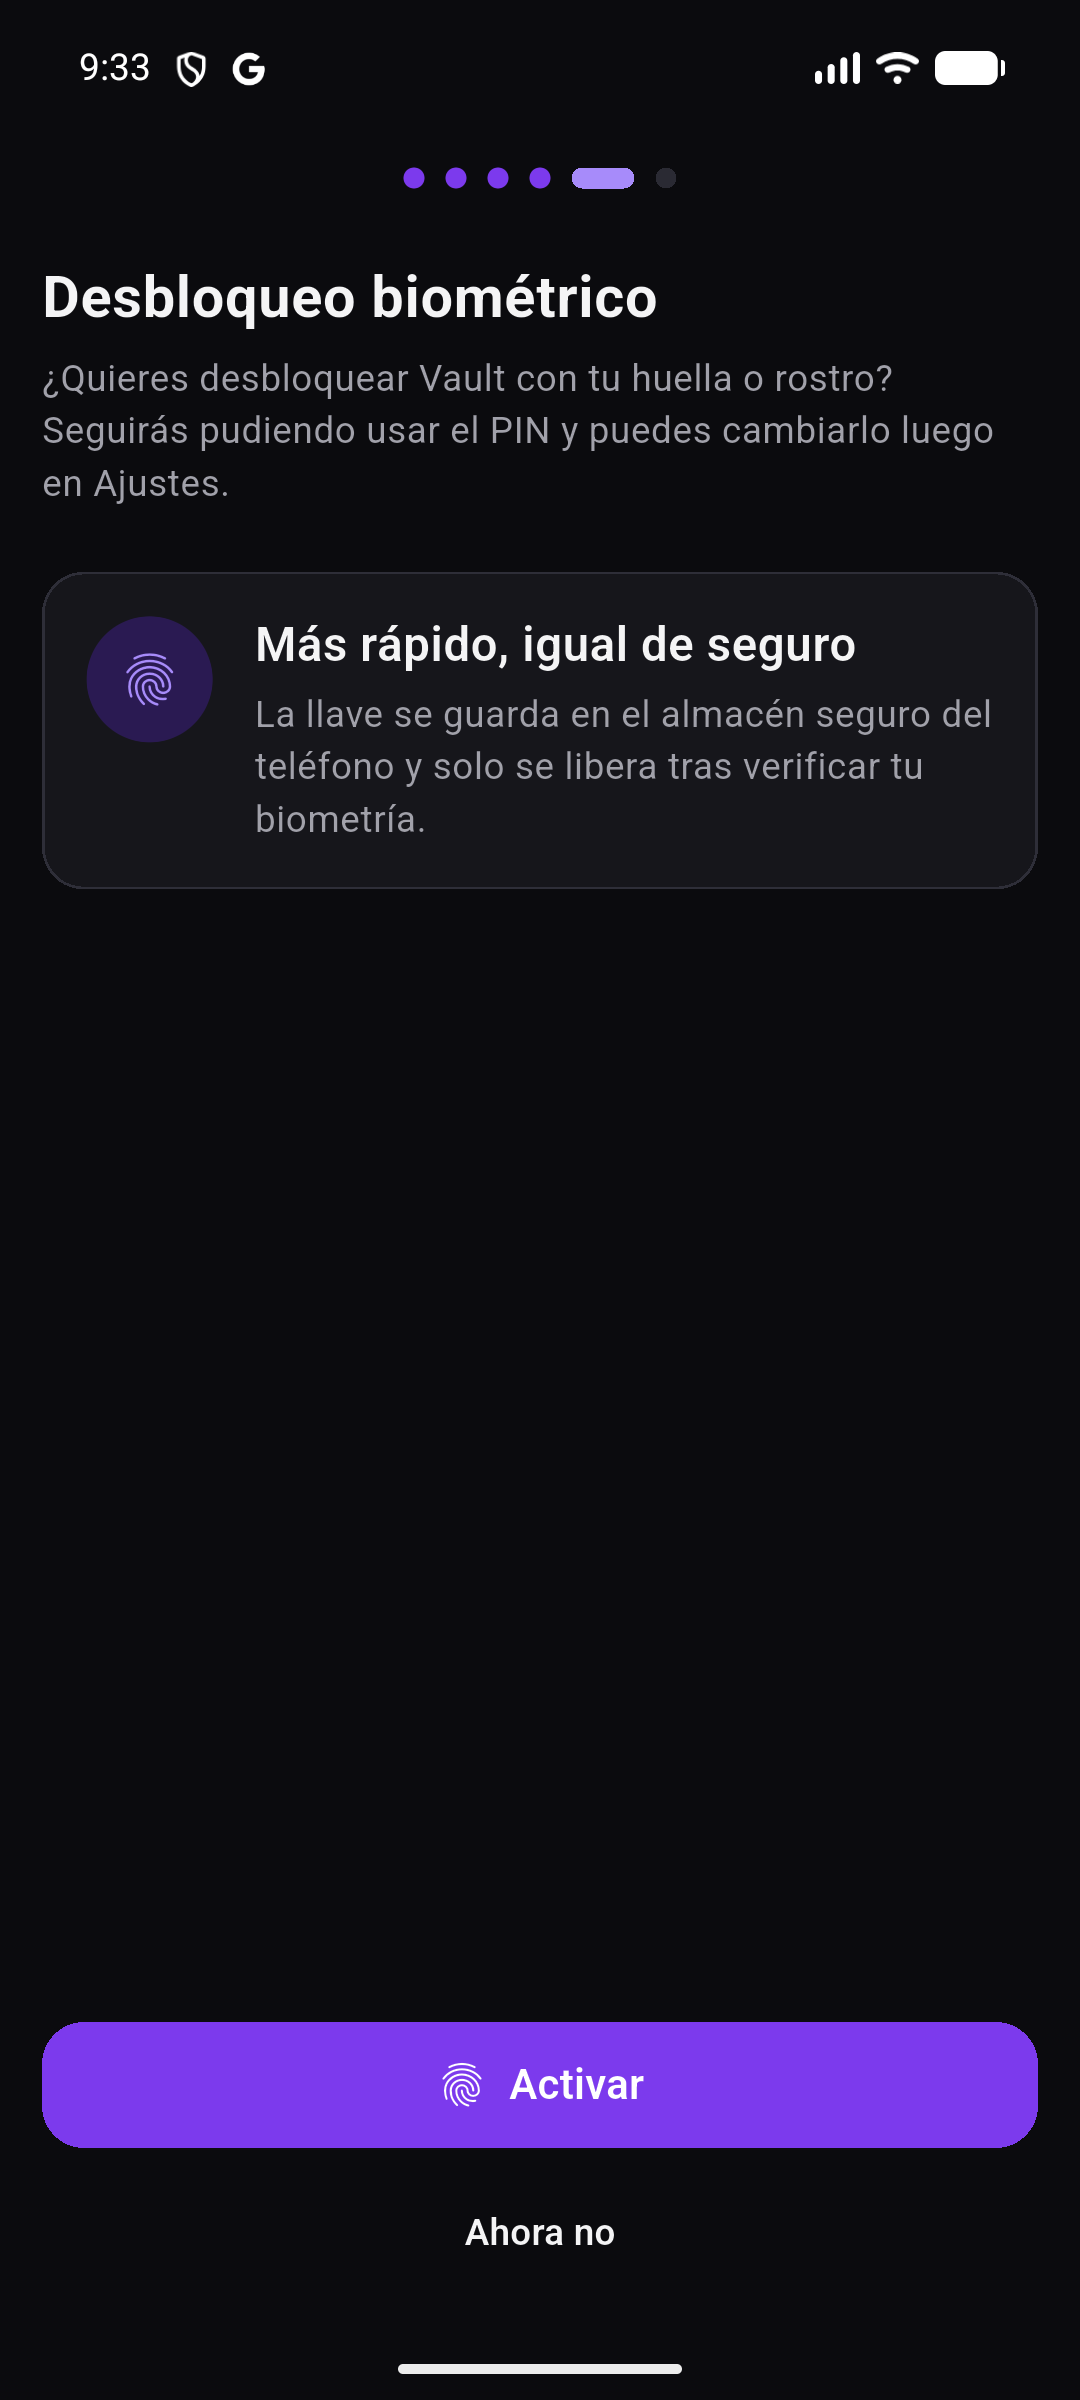 9:33
Desbloqueo biométrico
¿Quieres desbloquear Vault con tu huella o rostro?
Seguirás pudiendo usar el PIN y puedes cambiarlo luego
en Ajustes.
Más rápido, igual de seguro
La llave se guarda en el almacén seguro del
teléfono y solo se libera tras verificar tu
biometría.
Activar
Ahora no